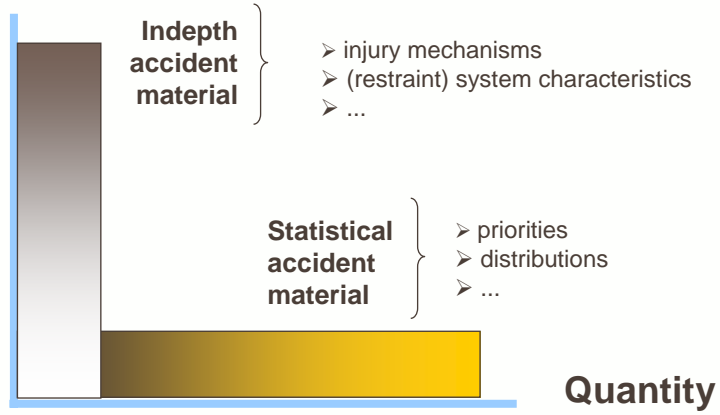 Indepth
accident
material
➢ injury mechanisms
➢ (restraint) system characteristics
➢ ...
Statistical
accident
material
➢ priorities
➢ distributions
➢ ...
Quantity